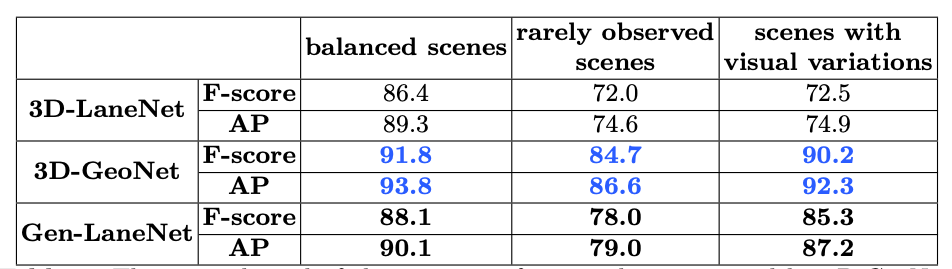 balanced scenes rarely observed scenes scenes with visual variations
3D-LaneNet F-score 86.4 72.0 72.5
AP 89.3 74.6 74.9
3D-GeoNet F-score 91.8 84.7 90.2
AP 93.8 86.6 92.3
Gen-LaneNet F-score 88.1 78.0 85.3
AP 90.1 79.0 87.2